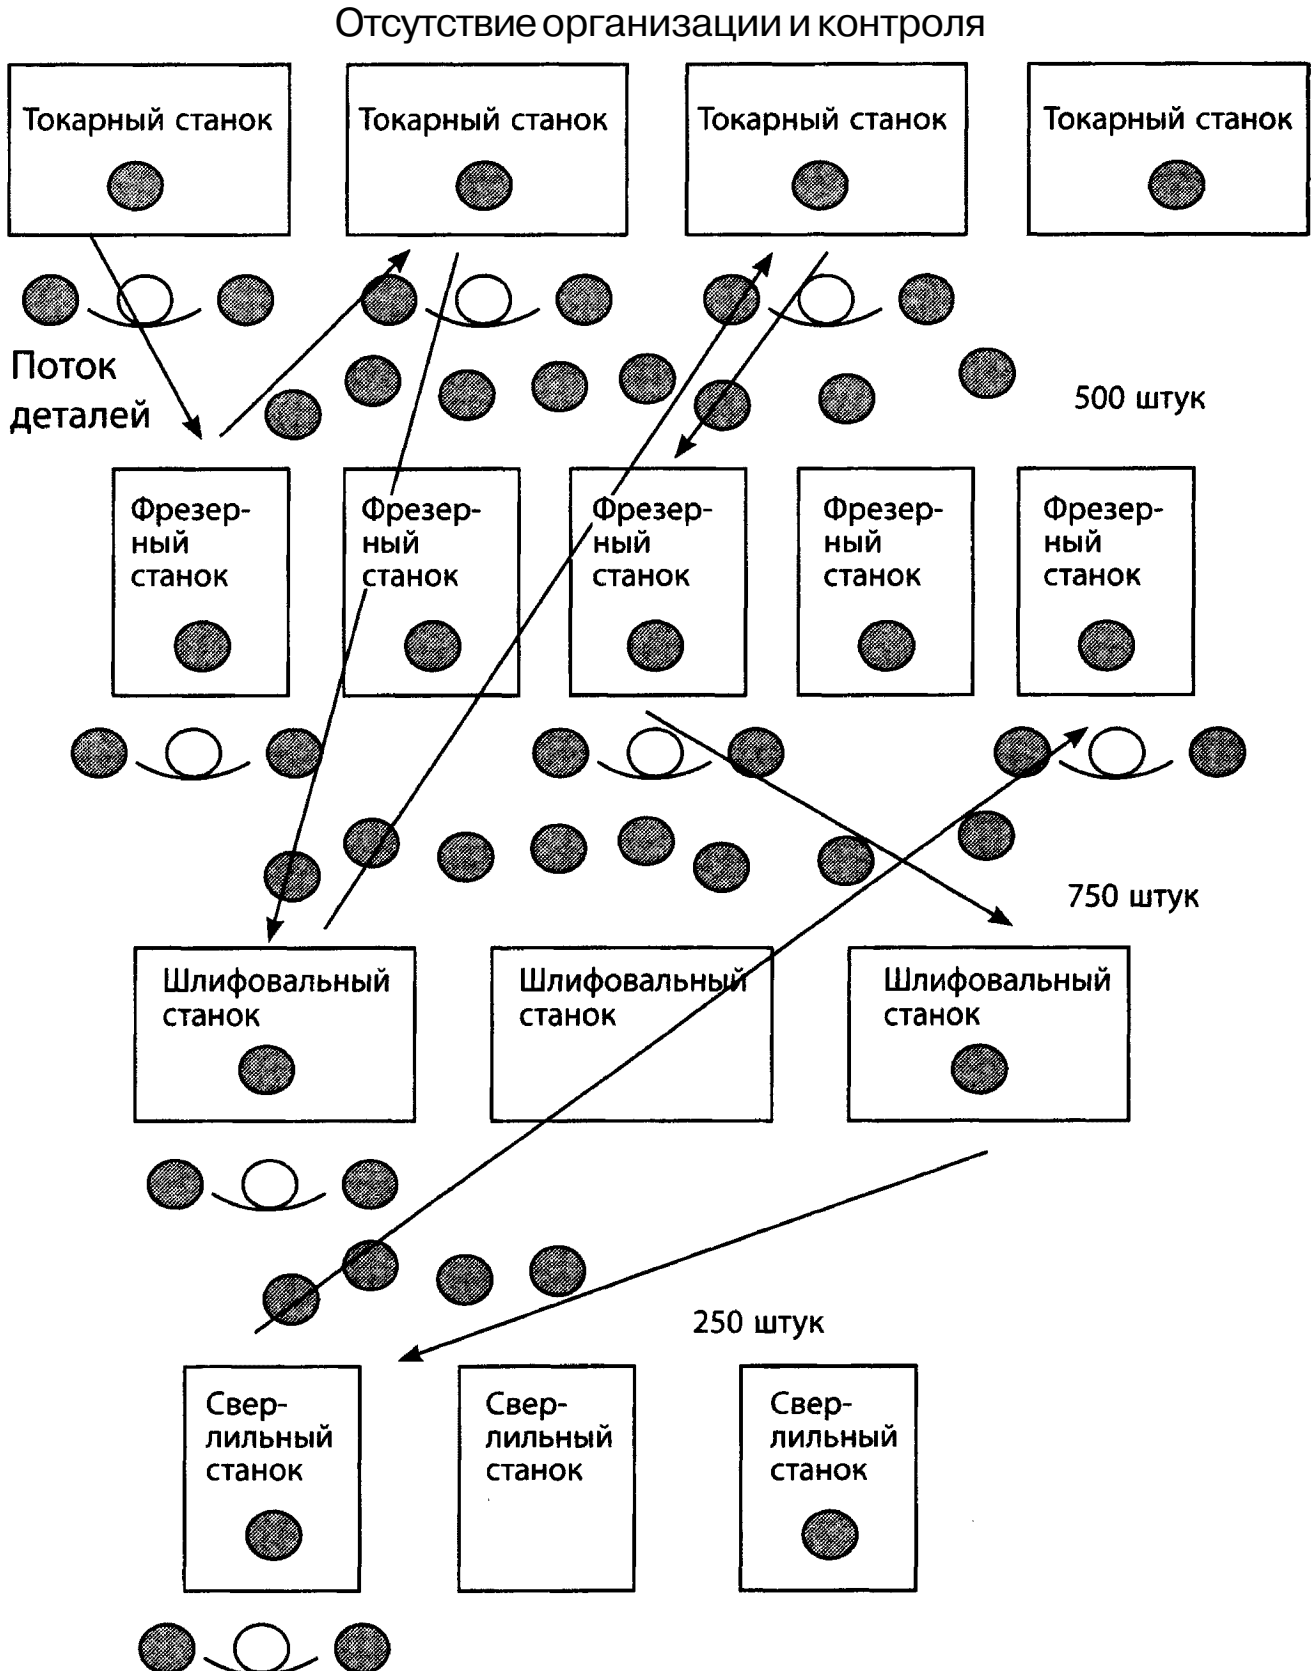 Отсутствие организации и контроля
Токарный станок
Токарный станок
Токарный станок
Токарный станок
Поток
деталей
500 штук
Фрезер-
ный
станок
Фрезер-
ный
станок
Фрезер-
ный
станок
Фрезер-
ный
станок
Фрезер-
ный
станок
750 штук
Шлифовальный
станок
Шлифовальный
станок
Шлифовальный
станок
250 штук
Свер-
лильный
станок
Свер-
лильный
станок
Свер-
лильный
станок